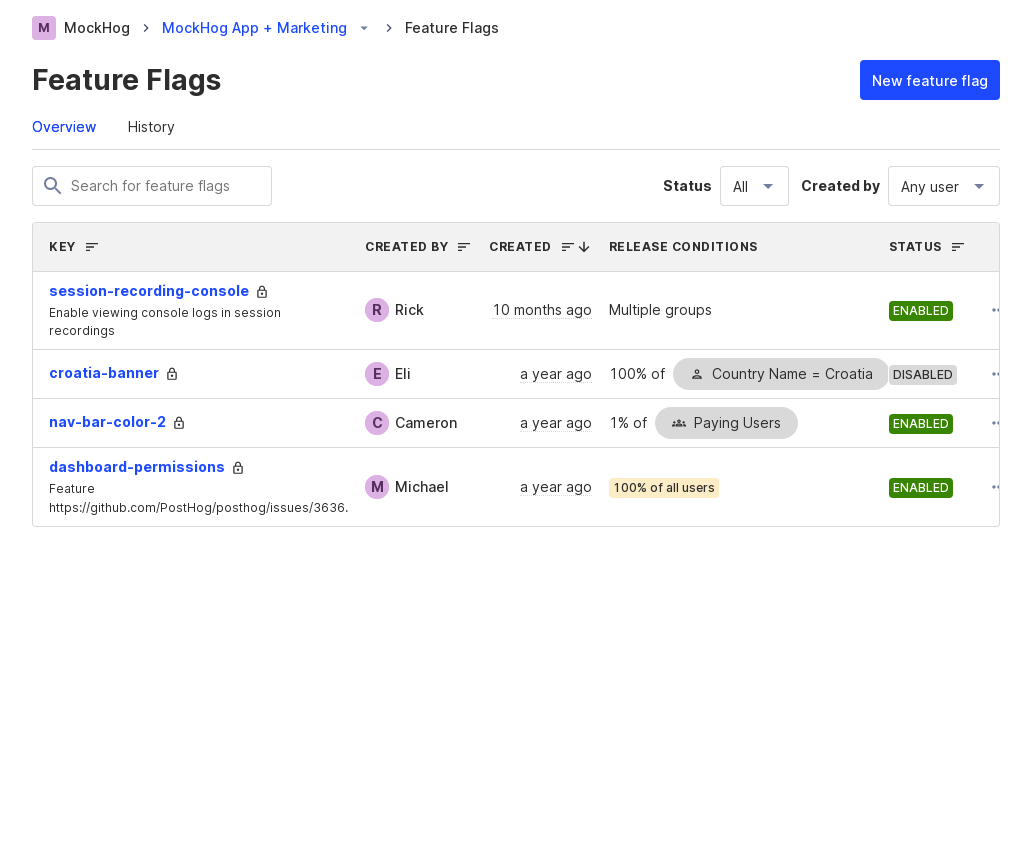 M MockHog MockHog App + Marketing Feature Flags
Feature Flags
New feature flag
Overview History
Search for feature flags
Status All Created by Any user
KEY CREATED BY CREATED RELEASE CONDITIONS STATUS
session-recording-console
Enable viewing console logs in session
recordings
R Rick 10 months ago Multiple groups ENABLED
croatia-banner E Eli a year ago 100% of Country Name = Croatia DISABLED
nav-bar-color-2 C Cameron a year ago 1% of Paying Users ENABLED
dashboard-permissions
Feature
https://github.com/PostHog/posthog/issues/3636.
M Michael a year ago 100% of all users ENABLED